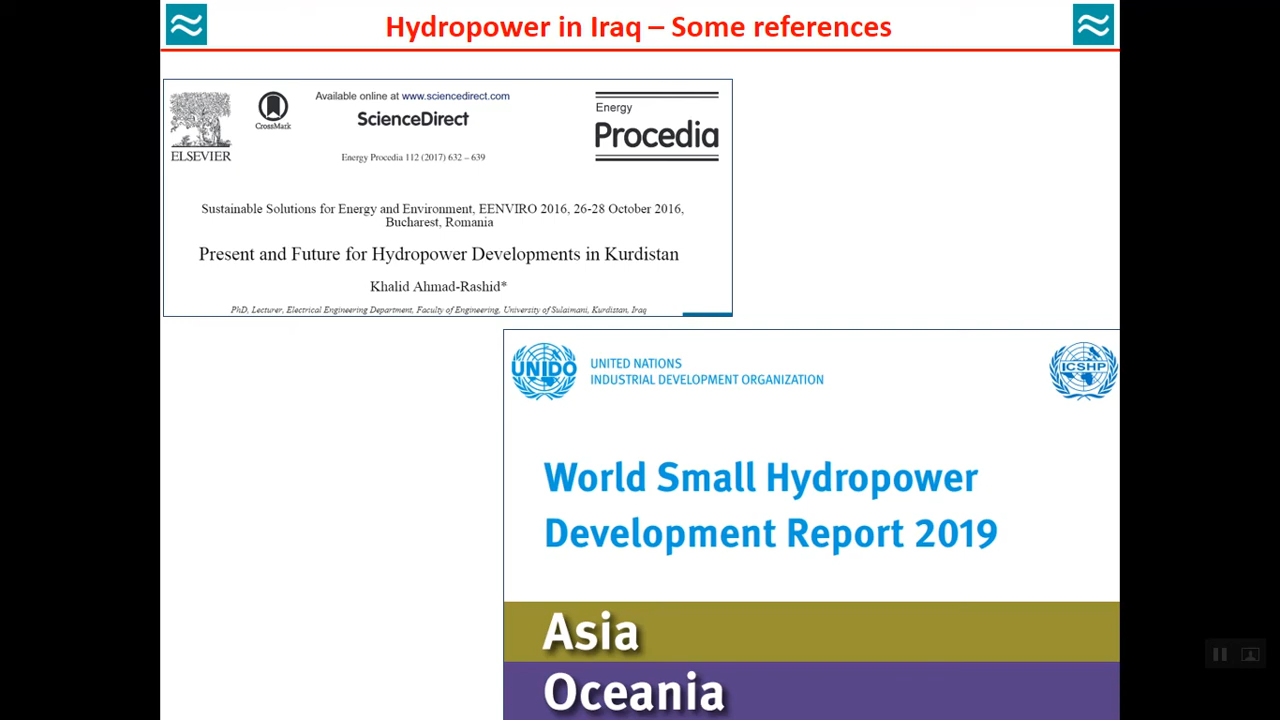 Hydropower in Iraq – Some references
ELSEVIER
CrossMark
Available online at www.sciencedirect.com
ScienceDirect
Energy Procedia 112 (2017) 632 – 639
Energy
Procedia
Sustainable Solutions for Energy and Environment, EENVIRO 2016, 26-28 October 2016,
Bucharest, Romania
Present and Future for Hydropower Developments in Kurdistan
Khalid Ahmad-Rashid*
PhD, Lecturer, Electrical Engineering Department, Faculty of Engineering, University of Sulaimani, Kurdistan, Iraq
UNIDO
UNITED NATIONS
INDUSTRIAL DEVELOPMENT ORGANIZATION
ICSHP
World Small Hydropower
Development Report 2019
Asia
Oceania